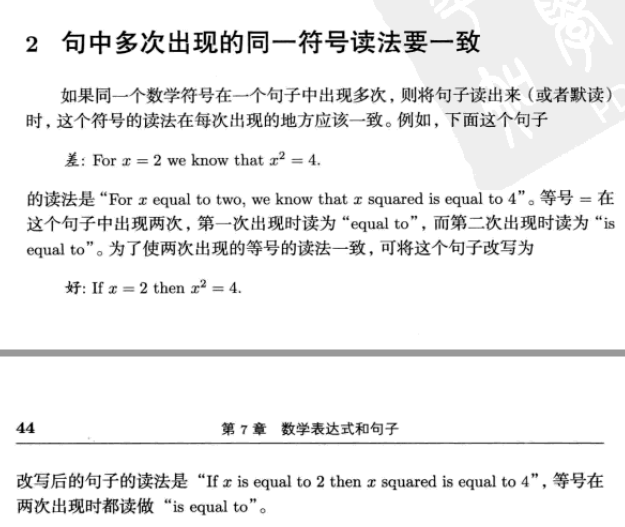 2 句中多次出现的同一符号读法要一致
如果同一个数学符号在一个句子中出现多次，则将句子读出来（或者默读）
时，这个符号的读法在每次出现的地方应该一致。例如，下面这个句子
差: For x = 2 we know that x² = 4.
的读法是 “For x equal to two, we know that x squared is equal to 4”。等号 = 在
这个句子中出现两次，第一次出现时读为 “equal to”，而第二次出现时读为 “is
equal to”。为了使两次出现的等号的读法一致，可将这个句子改写为
好: If x = 2 then x² = 4.
44 第 7 章 数学表达式和句子
改写后的句子的读法是 “If x is equal to 2 then x squared is equal to 4”，等号在
两次出现时都读做 “is equal to”。